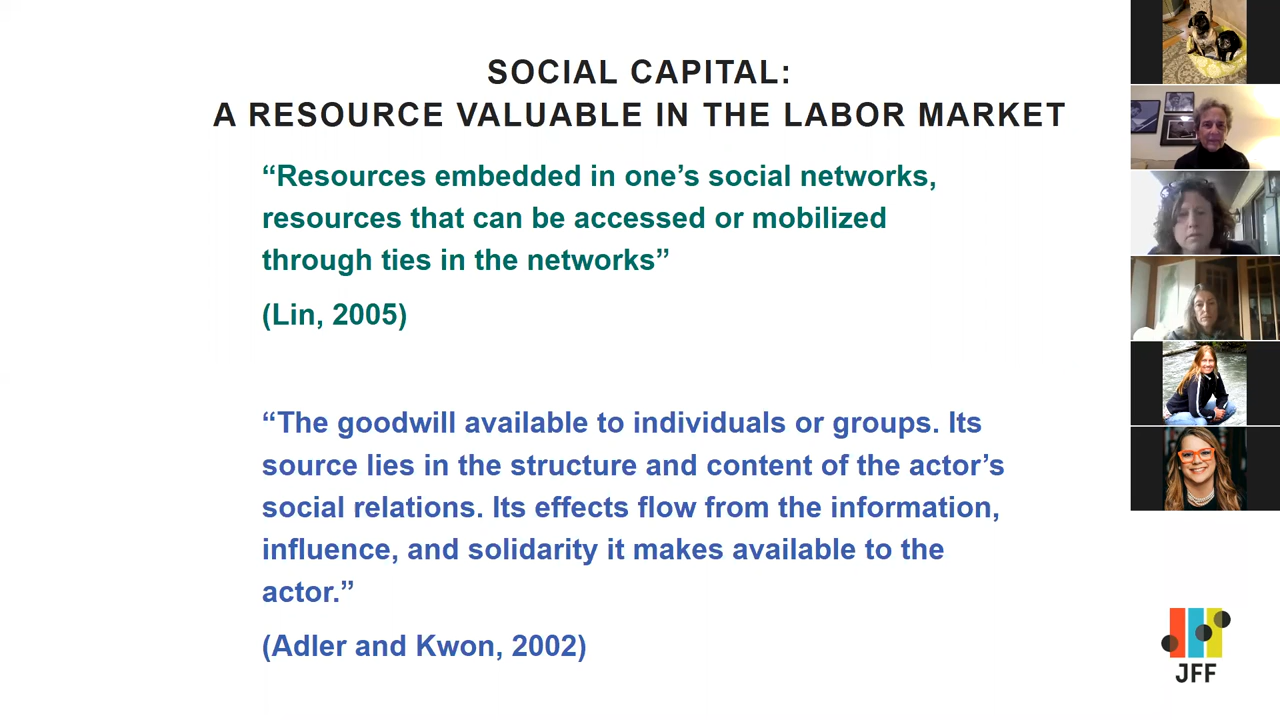 SOCIAL CAPITAL:
A RESOURCE VALUABLE IN THE LABOR MARKET
“Resources embedded in one’s social networks,
resources that can be accessed or mobilized
through ties in the networks”
(Lin, 2005)
“The goodwill available to individuals or groups. Its
source lies in the structure and content of the actor’s
social relations. Its effects flow from the information,
influence, and solidarity it makes available to the
actor.”
(Adler and Kwon, 2002)
JFF